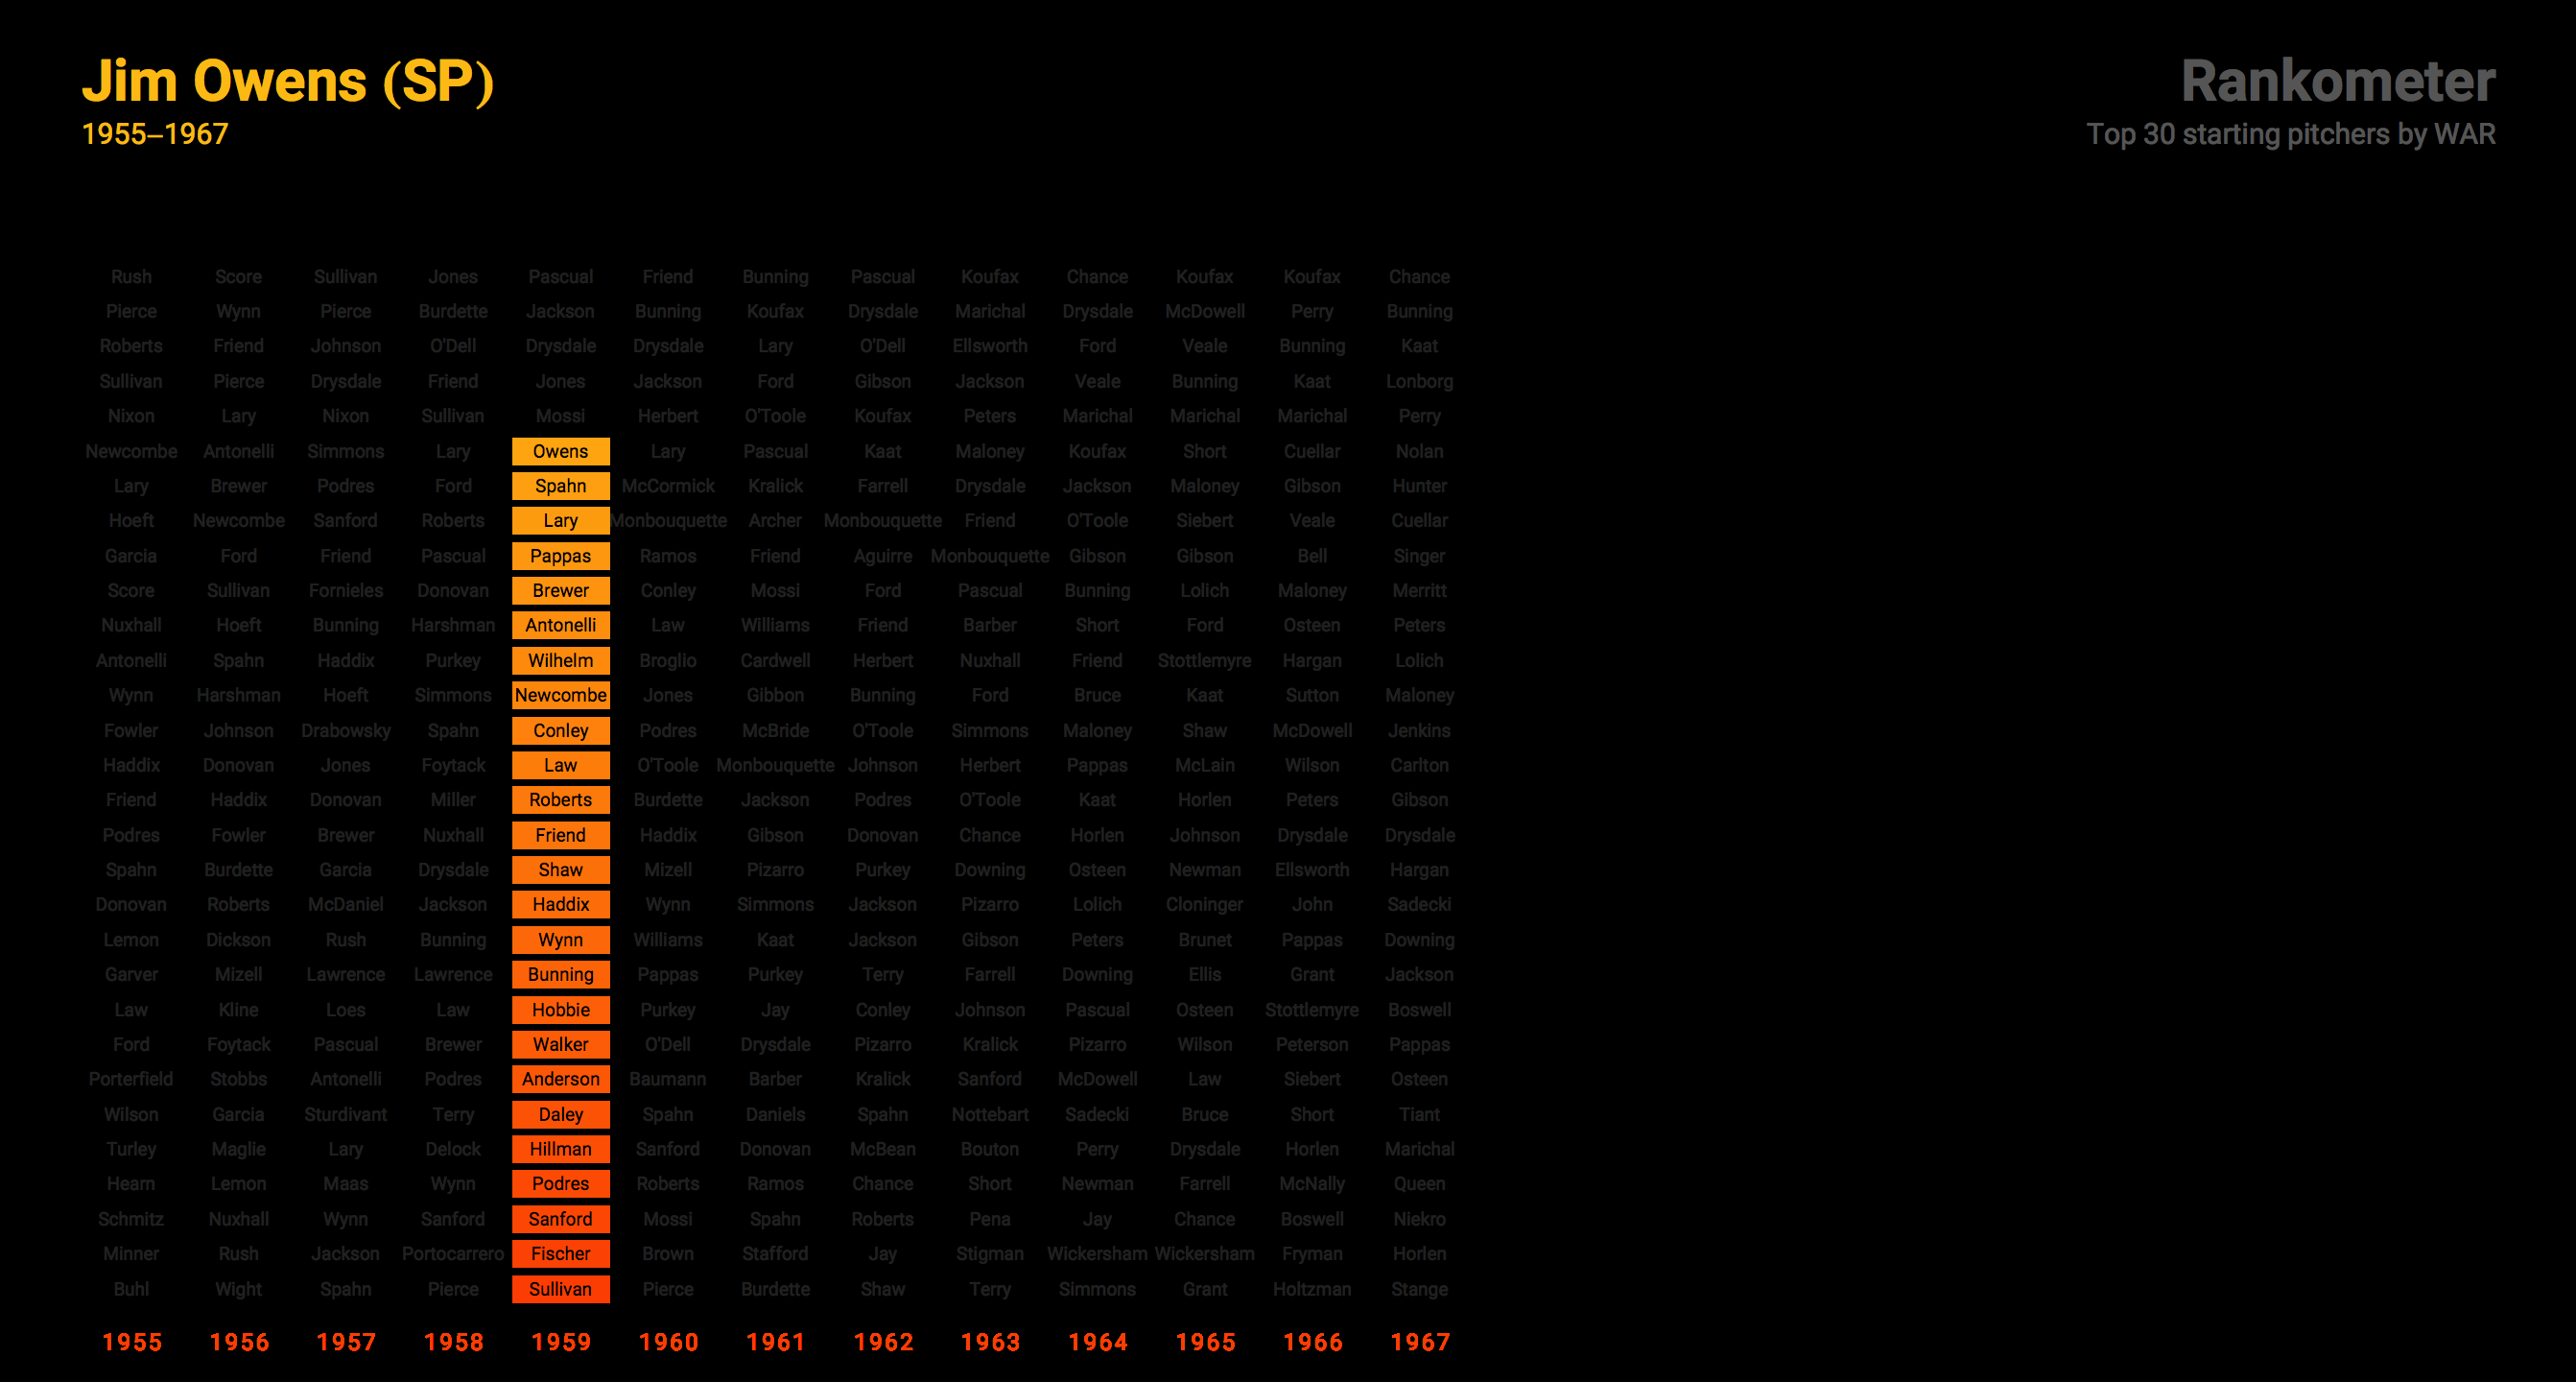 Jim Owens (SP)
1955–1967
Rankometer
Top 30 starting pitchers by WAR
Rush Score Sullivan Jones Pascual Friend Bunning Pascual Koufax Chance Koufax Koufax Chance
Pierce Wynn Pierce Burdette Jackson Bunning Koufax Drysdale Marichal Drysdale McDowell Perry Bunning
Roberts Friend Johnson O'Dell Drysdale Drysdale Lary O'Dell Ellsworth Ford Veale Bunning Kaat
Sullivan Pierce Drysdale Friend Jones Jackson Ford Gibson Jackson Veale Bunning Kaat Lonborg
Nixon Lary Nixon Sullivan Mossi Herbert O'Toole Koufax Peters Marichal Marichal Marichal Perry
Newcombe Antonelli Simmons Lary Owens Lary Pascual Kaat Maloney Koufax Short Cuellar Nolan
Lary Brewer Podres Ford Spahn McCormick Kralick Farrell Drysdale Jackson Maloney Gibson Hunter
Hoeft Newcombe Sanford Roberts Lary Monbouquette Archer Monbouquette Friend O'Toole Siebert Veale Cuellar
Garcia Ford Friend Pascual Pappas Ramos Friend Aguirre Monbouquette Gibson Gibson Bell Singer
Score Sullivan Fornieles Donovan Brewer Conley Mossi Ford Pascual Bunning Lolich Maloney Merritt
Nuxhall Hoeft Bunning Harshman Antonelli Law Williams Friend Barber Short Ford Osteen Peters
Antonelli Spahn Haddix Purkey Wilhelm Broglio Cardwell Herbert Nuxhall Friend Stottlemyre Hargan Lolich
Wynn Harshman Hoeft Simmons Newcombe Jones Gibbon Bunning Ford Bruce Kaat Sutton Maloney
Fowler Johnson Drabowsky Spahn Conley Podres McBride O'Toole Simmons Maloney Shaw McDowell Jenkins
Haddix Donovan Jones Foytack Law O'Toole Monbouquette Johnson Herbert Pappas McLain Wilson Carlton
Friend Haddix Donovan Miller Roberts Burdette Jackson Podres O'Toole Kaat Horlen Peters Gibson
Podres Fowler Brewer Nuxhall Friend Haddix Gibson Donovan Chance Horlen Johnson Drysdale Drysdale
Spahn Burdette Garcia Drysdale Shaw Mizell Pizarro Purkey Downing Osteen Newman Ellsworth Hargan
Donovan Roberts McDaniel Jackson Haddix Wynn Simmons Jackson Pizarro Lolich Cloninger John Sadecki
Lemon Dickson Rush Bunning Wynn Williams Kaat Jackson Gibson Peters Brunet Pappas Downing
Garver Mizell Lawrence Lawrence Bunning Pappas Purkey Terry Farrell Downing Ellis Grant Jackson
Law Kline Loes Law Hobbie Purkey Jay Conley Johnson Pascual Osteen Stottlemyre Boswell
Ford Foytack Pascual Brewer Walker O'Dell Drysdale Pizarro Kralick Pizarro Wilson Peterson Pappas
Porterfield Stobbs Antonelli Podres Anderson Baumann Barber Kralick Sanford McDowell Law Siebert Osteen
Wilson Garcia Sturdivant Terry Daley Spahn Daniels Spahn Nottebart Sadecki Bruce Short Tiant
Turley Maglie Lary Delock Hillman Sanford Donovan McBean Bouton Perry Drysdale Horlen Marichal
Hearn Lemon Maas Wynn Podres Roberts Ramos Chance Short Newman Farrell McNally Queen
Schmitz Nuxhall Wynn Sanford Sanford Mossi Spahn Roberts Pena Jay Chance Boswell Niekro
Minner Rush Jackson Portocarrero Fischer Brown Stafford Jay Stigman Wickersham Wickersham Fryman Horlen
Buhl Wight Spahn Pierce Sullivan Pierce Burdette Shaw Terry Simmons Grant Holtzman Stange
1955 1956 1957 1958 1959 1960 1961 1962 1963 1964 1965 1966 1967